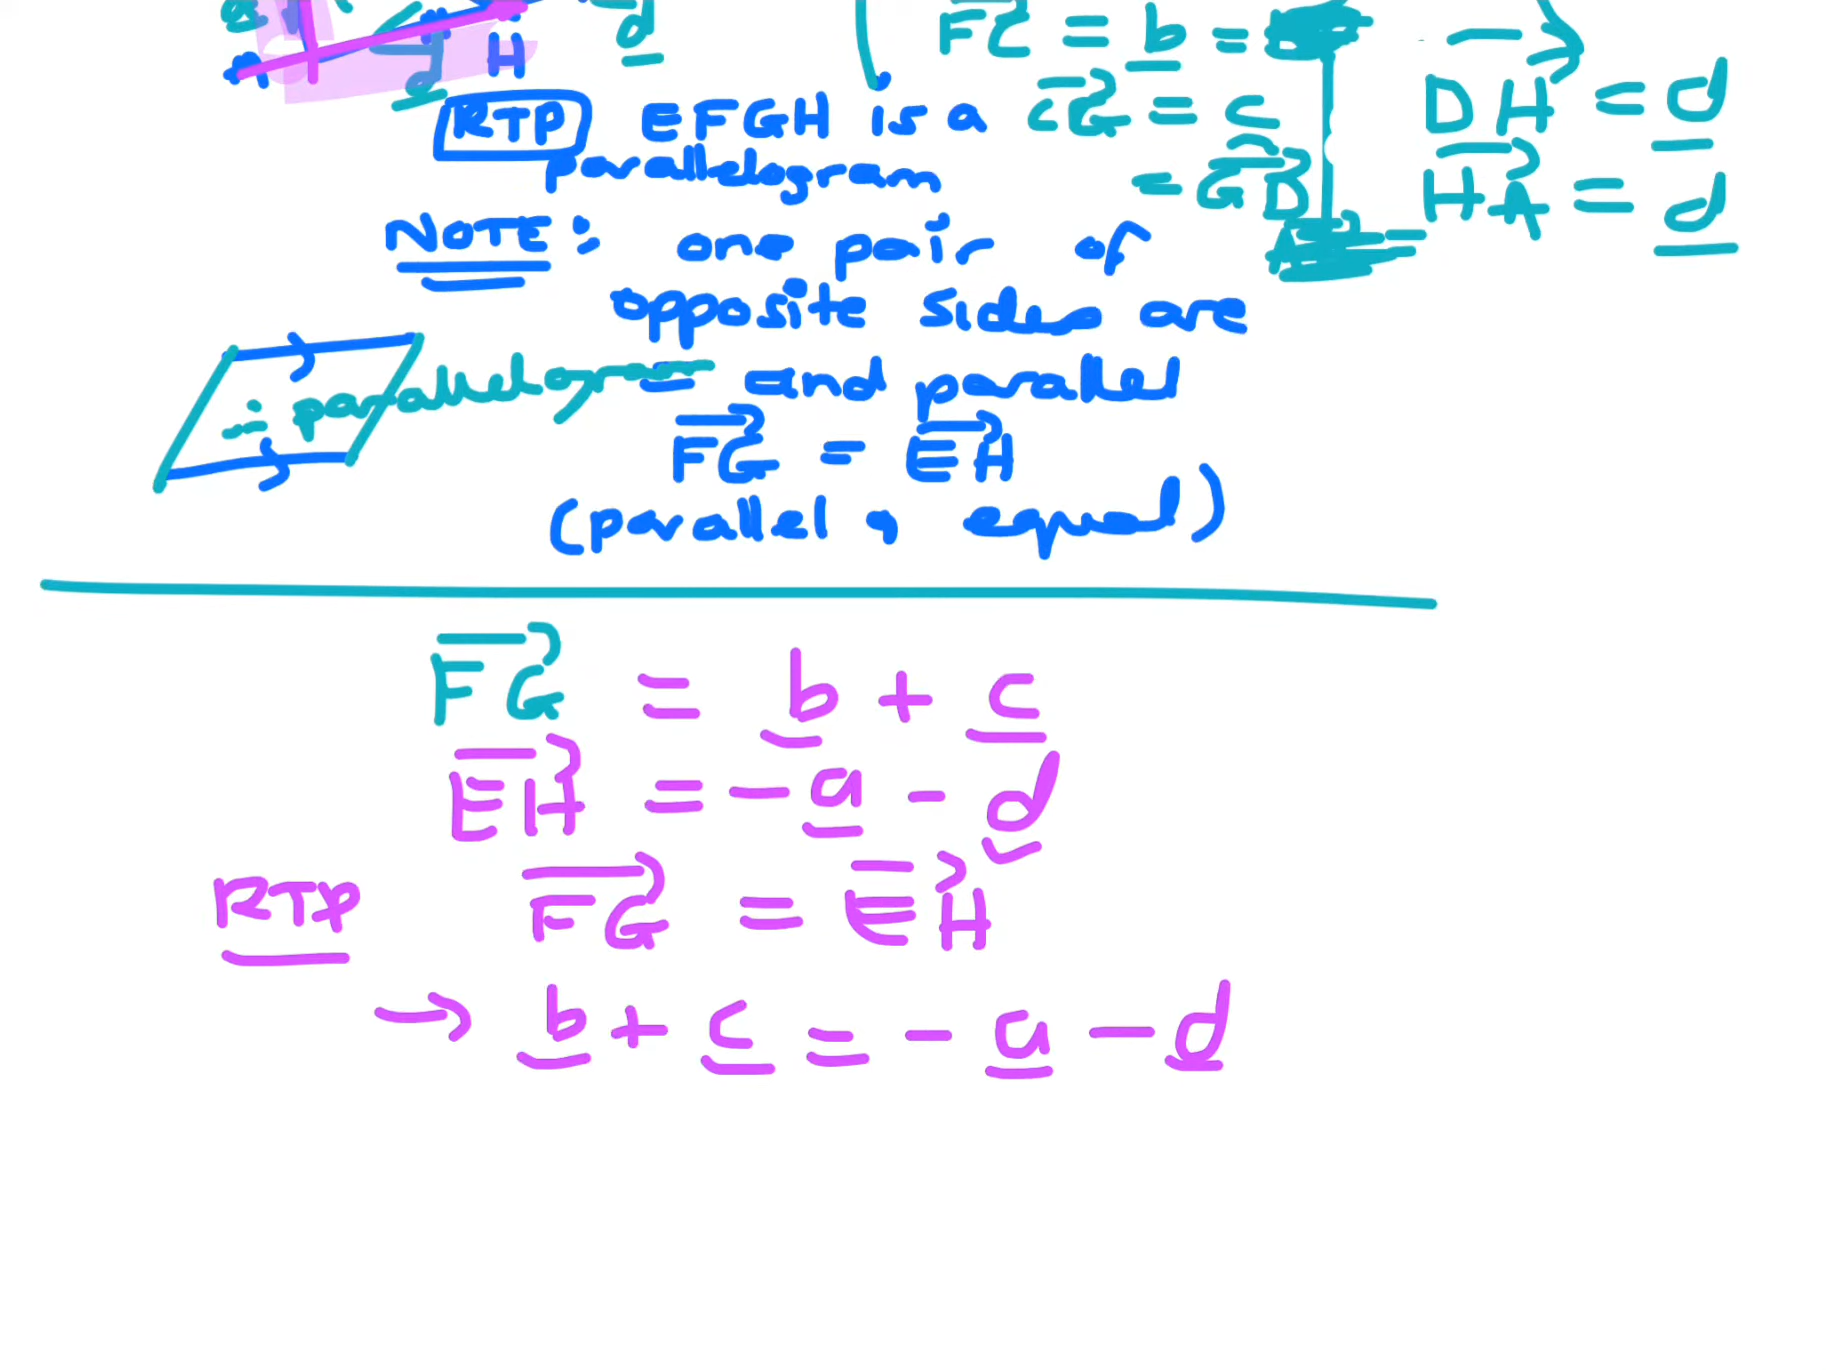 d
H
d
FC = b =
RTP EFGH is a parallelogram
CG = c
= GD
DH = d
HA = d
NOTE: one pair of
opposite sides are
= and parallel
∴ parallelogram
FG = EH
(parallel & equal)
FG = b + c
EH = - a - d
RTP FG = EH
→ b + c = - a - d